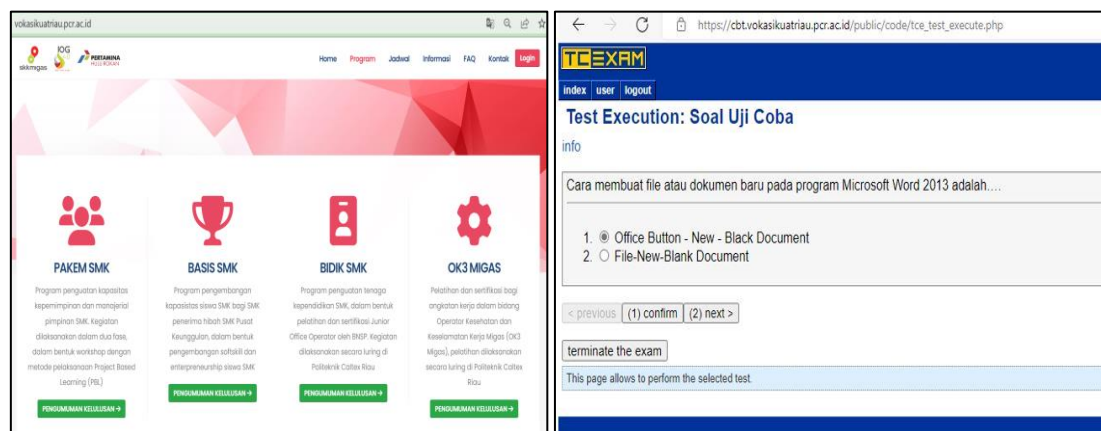 vokasikuatriau.pcr.ac.id
skkmigas
IOG
PERTAMINA
HULU ROKAN
Home Program Jadwal Informasi FAQ Kontak Login
PAKEM SMK
Program penguatan kapasitas
kepemimpinan dan manajerial
pimpinan SMK. Kegiatan
dilaksanakan dalam dua fase,
dalam bentuk workshop dengan
metode pelaksanaan Project Based
Learning (PBL)
PENGUMUMAN KELULUSAN →
BASIS SMK
Program pengembangan
kapasistas siswa SMK bagi SMK
penerima hibah SMK Pusat
Keunggulan, dalam bentuk
pengembangan softskill dan
enterpreneurship siswa SMK
PENGUMUMAN KELULUSAN →
BIDIK SMK
Program penguatan tenaga
kependidikan SMK, dalam bentuk
pelatihan dan sertifikasi Junior
Office Operator oleh BNSP. Kegiatan
dilaksanakan secara luring di
Politeknik Caltex Riau
PENGUMUMAN KELULUSAN →
OK3 MIGAS
Pelatihan dan sertifikasi bagi
angkatan kerja dalam bidang
Operator Kesehatan dan
Keselamatan Kerja Migas (OK3
Migas), pelatihan dilaksanakan
secara luring di Politeknik Caltex
Riau
PENGUMUMAN KELULUSAN →
https://cbt.vokasikuatriau.pcr.ac.id/public/code/tce_test_execute.php
TCEXAM
index user logout
Test Execution: Soal Uji Coba
info
Cara membuat file atau dokumen baru pada program Microsoft Word 2013 adalah....
1. Office Button - New - Black Document
2. File-New-Blank Document
< previous (1) confirm (2) next >
terminate the exam
This page allows to perform the selected test.